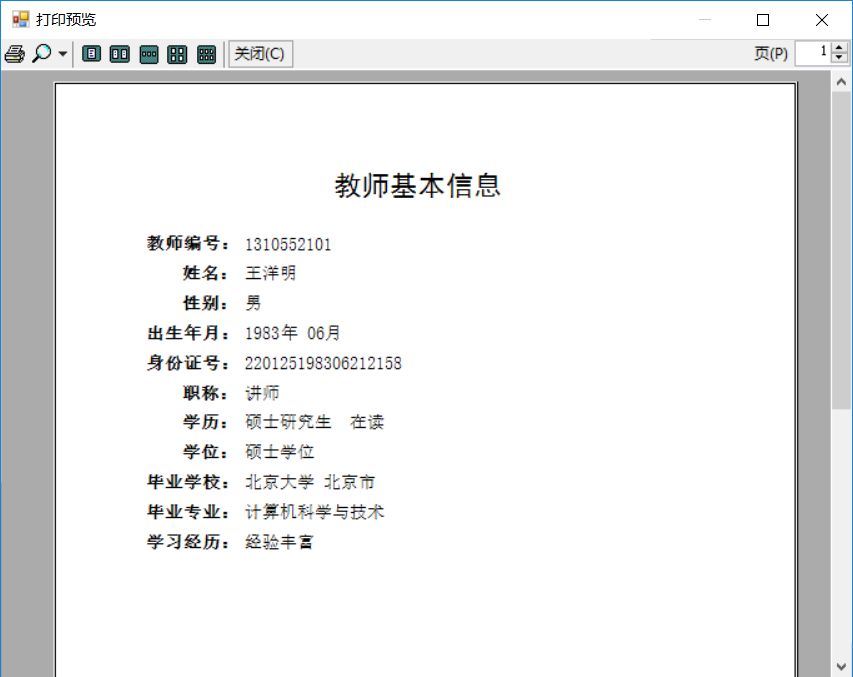 打印预览
关闭(C) 页(P) 1
教师基本信息
教师编号： 1310552101
姓名： 王洋明
性别： 男
出生年月： 1983年 06月
身份证号： 220125198306212158
职称： 讲师
学历： 硕士研究生 在读
学位： 硕士学位
毕业学校： 北京大学 北京市
毕业专业： 计算机科学与技术
学习经历： 经验丰富